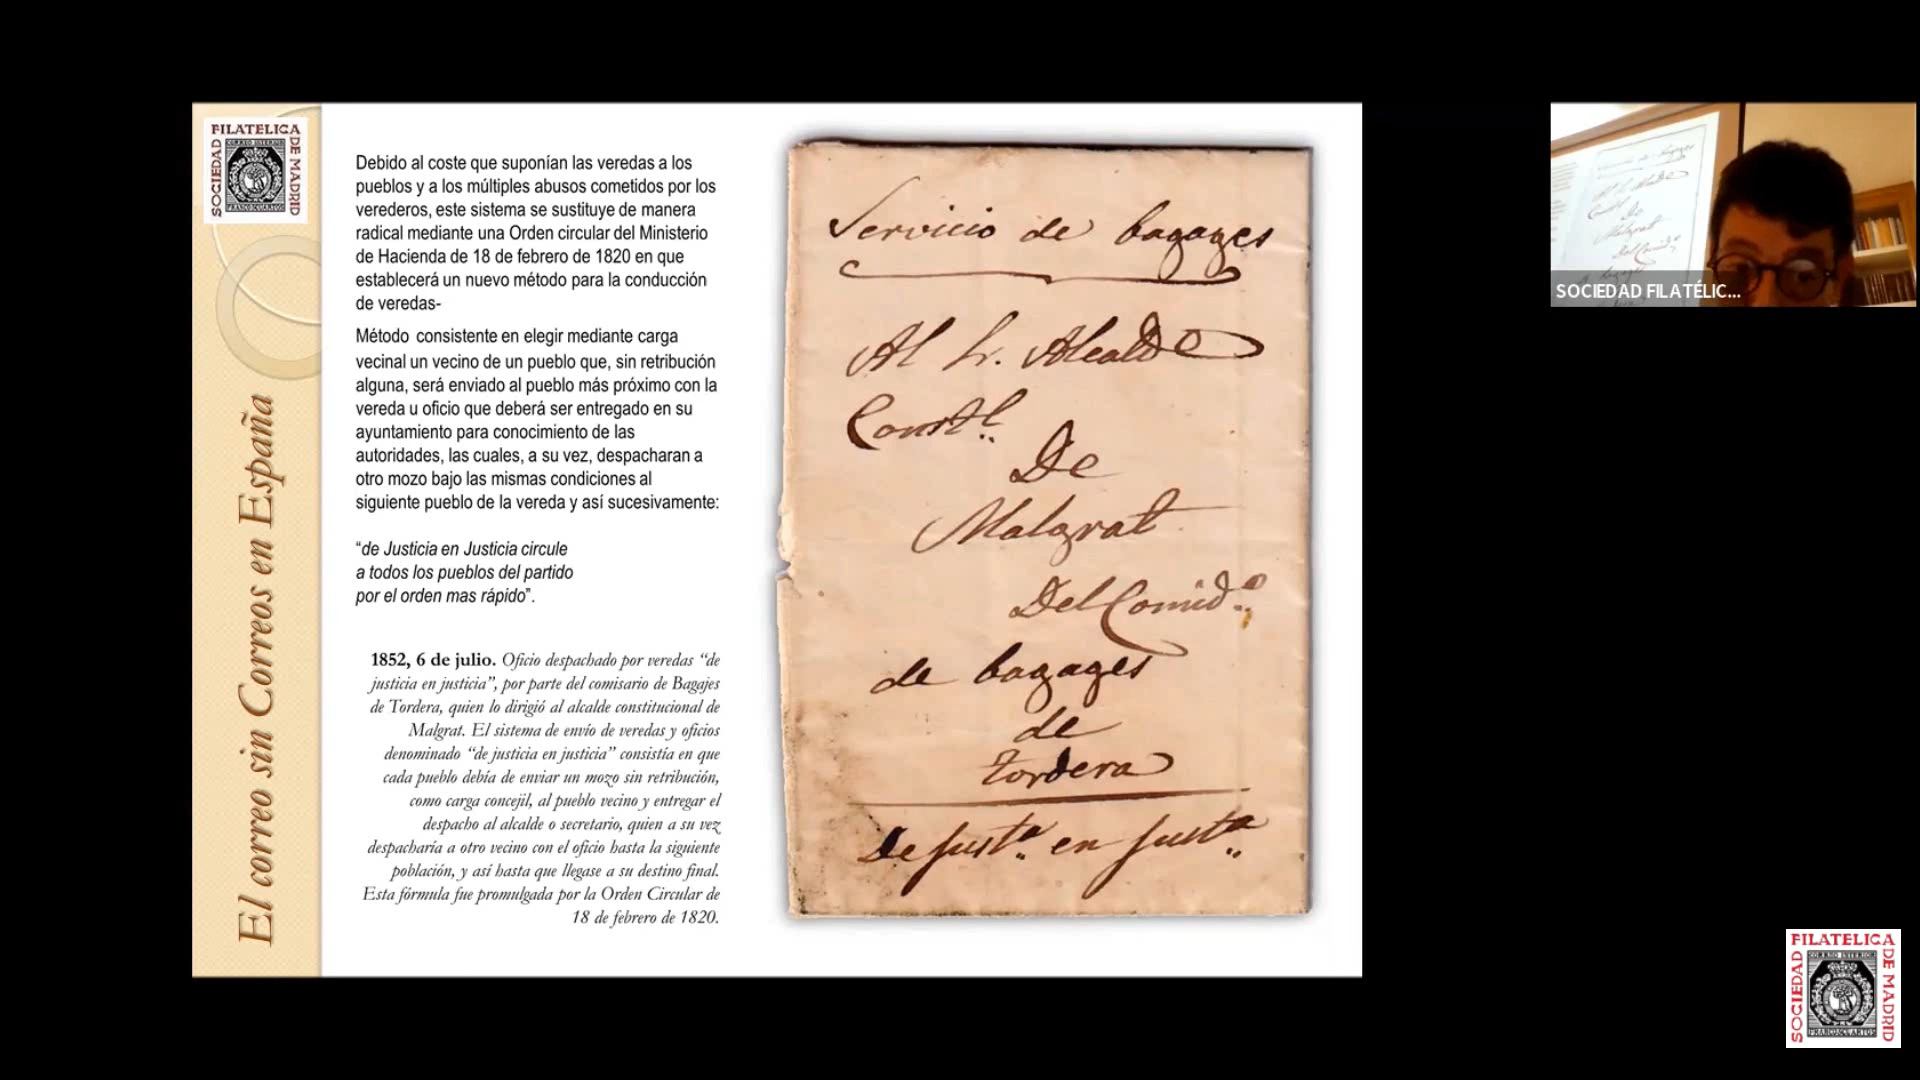 SOCIEDAD
FILATELICA
DE MADRID
CORREO INTERIOR
FRANCO 3 CUARTOS
El correo sin Correos en España
Debido al coste que suponían las veredas a los
pueblos y a los múltiples abusos cometidos por los
verederos, este sistema se sustituye de manera
radical mediante una Orden circular del Ministerio
de Hacienda de 18 de febrero de 1820 en que
establecerá un nuevo método para la conducción
de veredas-
Método consistente en elegir mediante carga
vecinal un vecino de un pueblo que, sin retribución
alguna, será enviado al pueblo más próximo con la
vereda u oficio que deberá ser entregado en su
ayuntamiento para conocimiento de las
autoridades, las cuales, a su vez, despacharan a
otro mozo bajo las mismas condiciones al
siguiente pueblo de la vereda y así sucesivamente:
“de Justicia en Justicia circule
a todos los pueblos del partido
por el orden mas rápido”.
1852, 6 de julio. Oficio despachado por veredas “de
justicia en justicia”, por parte del comisario de Bagajes
de Tordera, quien lo dirigió al alcalde constitucional de
Malgrat. El sistema de envío de veredas y oficios
denominado “de justicia en justicia” consistía en que
cada pueblo debía de enviar un mozo sin retribución,
como carga concejil, al pueblo vecino y entregar el
despacho al alcalde o secretario, quien a su vez
despacharía a otro vecino con el oficio hasta la siguiente
población, y así hasta que llegase a su destino final.
Esta fórmula fue promulgada por la Orden Circular de
18 de febrero de 1820.
Servicio de bagages
Al Sr. Alcalde
Constl.
De
Malgrat
Del Comido.
de bagages
de
Tordera
De Justa. en Justa.
SOCIEDAD FILATÉLIC...
SOCIEDAD
FILATELICA
DE MADRID
CORREO INTERIOR
FRANCO 3 CUARTOS